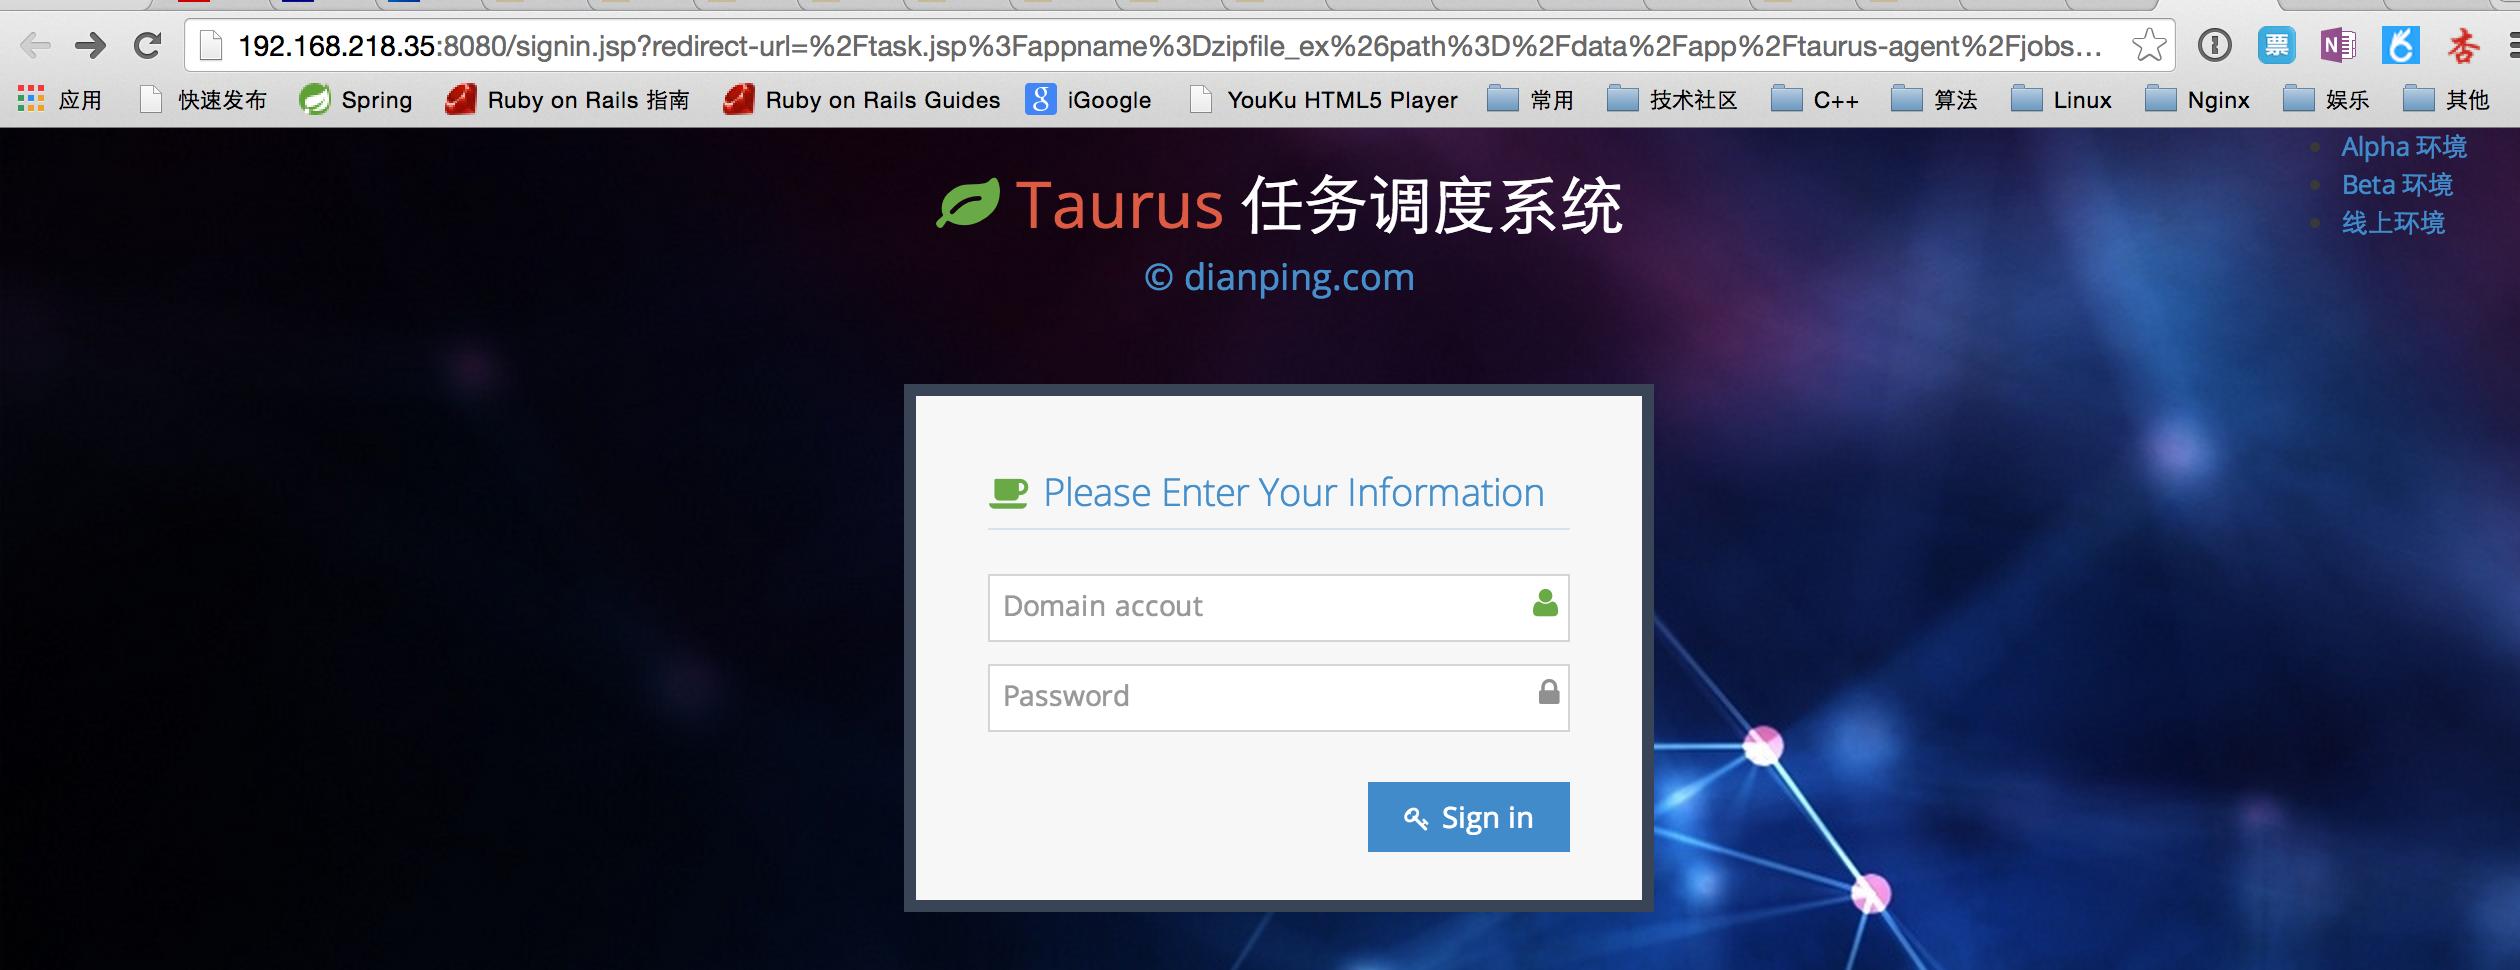 192.168.218.35:8080/signin.jsp?redirect-url=%2Ftask.jsp%3Fappname%3Dzipfile_ex%26path%3D%2Fdata%2Fapp%2Ftaurus-agent%2Fjobs... 票 N 杏
应用 快速发布 Spring Ruby on Rails 指南 Ruby on Rails Guides g iGoogle YouKu HTML5 Player 常用 技术社区 C++ 算法 Linux Nginx 娱乐 其他
Alpha 环境
Beta 环境
线上环境
Taurus 任务调度系统
© dianping.com
Please Enter Your Information
Domain accout
Password
Sign in